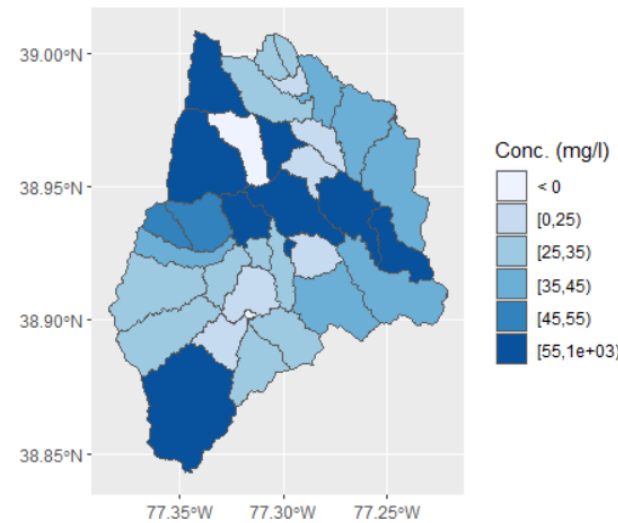 39.00°N
38.95°N
38.90°N
38.85°N
77.35°W 77.30°W 77.25°W
Conc. (mg/l)
< 0
[0,25)
[25,35)
[35,45)
[45,55)
[55,1e+03)